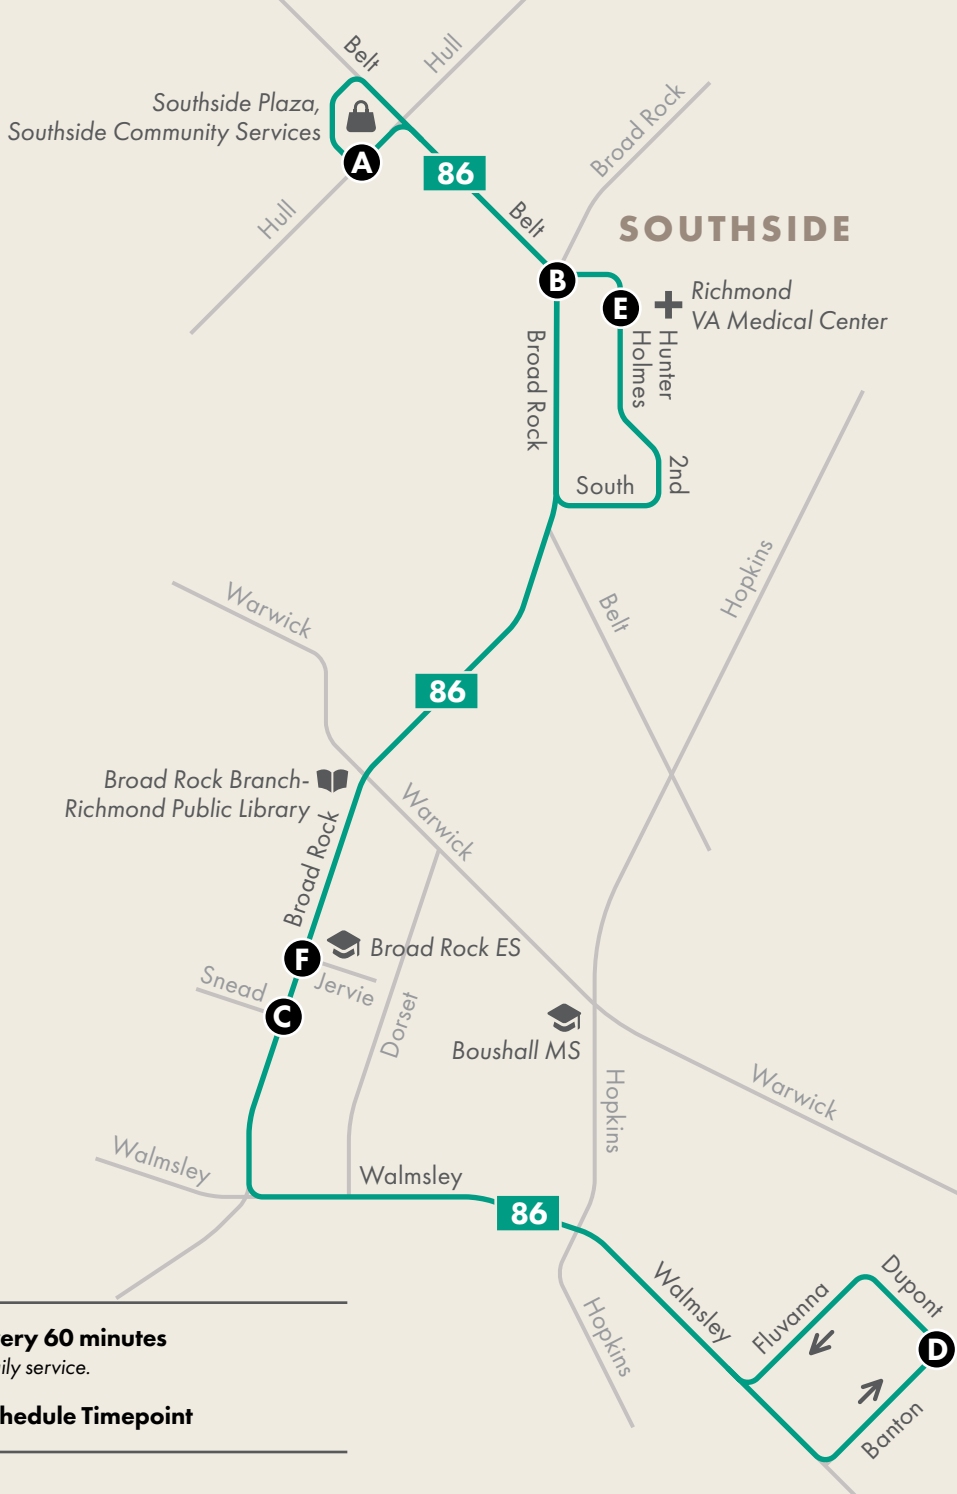 Belt
Hull
Southside Plaza,
Southside Community Services
A
86
Broad Rock
Hull
Belt
SOUTHSIDE
B
E
Richmond
VA Medical Center
Broad Rock
Hunter
Holmes
2nd
South
Hopkins
Warwick
Belt
86
Broad Rock Branch-
Richmond Public Library
Warwick
Broad Rock
F
Broad Rock ES
Snead
Jervie
C
Dorset
Boushall MS
Hopkins
Warwick
Walmsley
Walmsley
86
Walmsley
Fluvanna
Dupont
Hopkins
D
Banton
ery 60 minutes
ily service.
hedule Timepoint